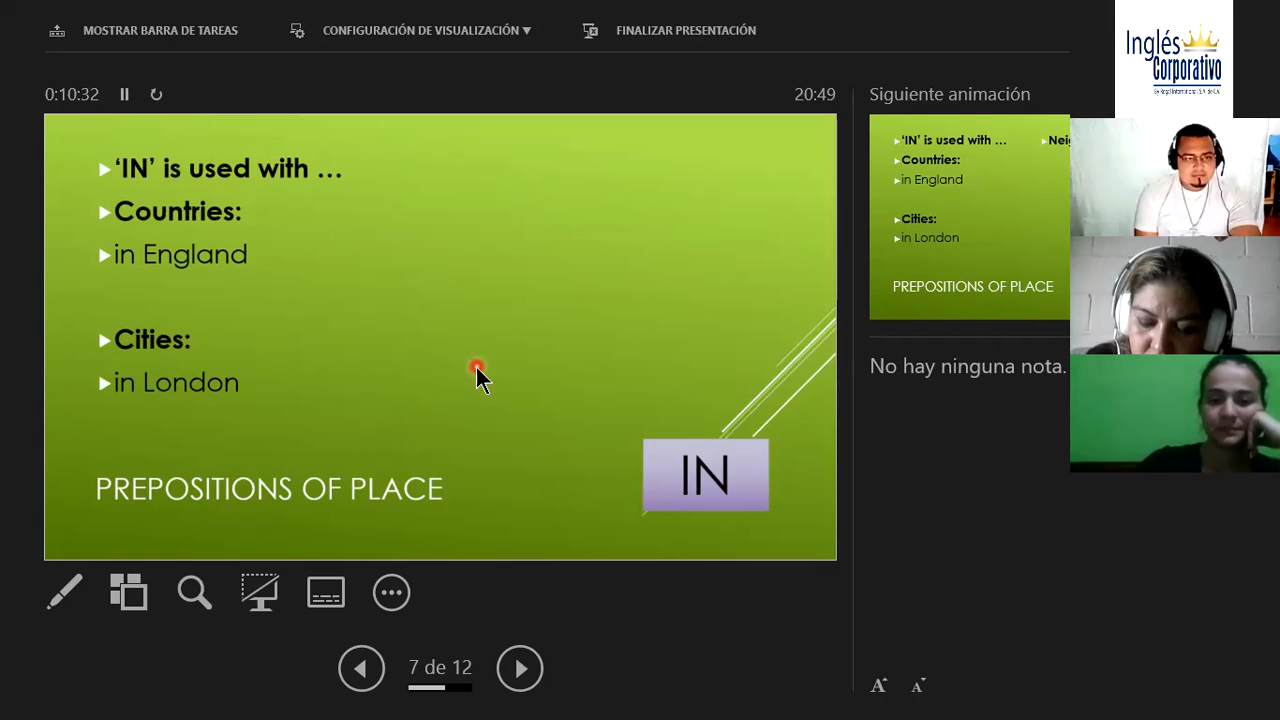 MOSTRAR BARRA DE TAREAS
CONFIGURACIÓN DE VISUALIZACIÓN ▼
FINALIZAR PRESENTACIÓN
Inglés
Corporativo
0:10:32
20:49
Siguiente animación
‘IN’ is used with …
Countries:
in England
Cities:
in London
PREPOSITIONS OF PLACE
IN
‘IN’ is used with …
Countries:
in England
Cities:
in London
PREPOSITIONS OF PLACE
No hay ninguna nota.
7 de 12
A A